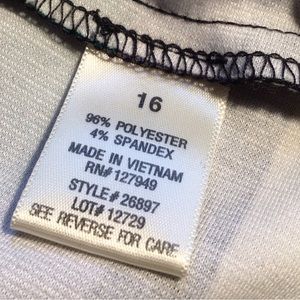 16
96% POLYESTER
4% SPANDEX
MADE IN VIETNAM
RN# 127949
STYLE# 26897
LOT# 12729
SEE REVERSE FOR CARE